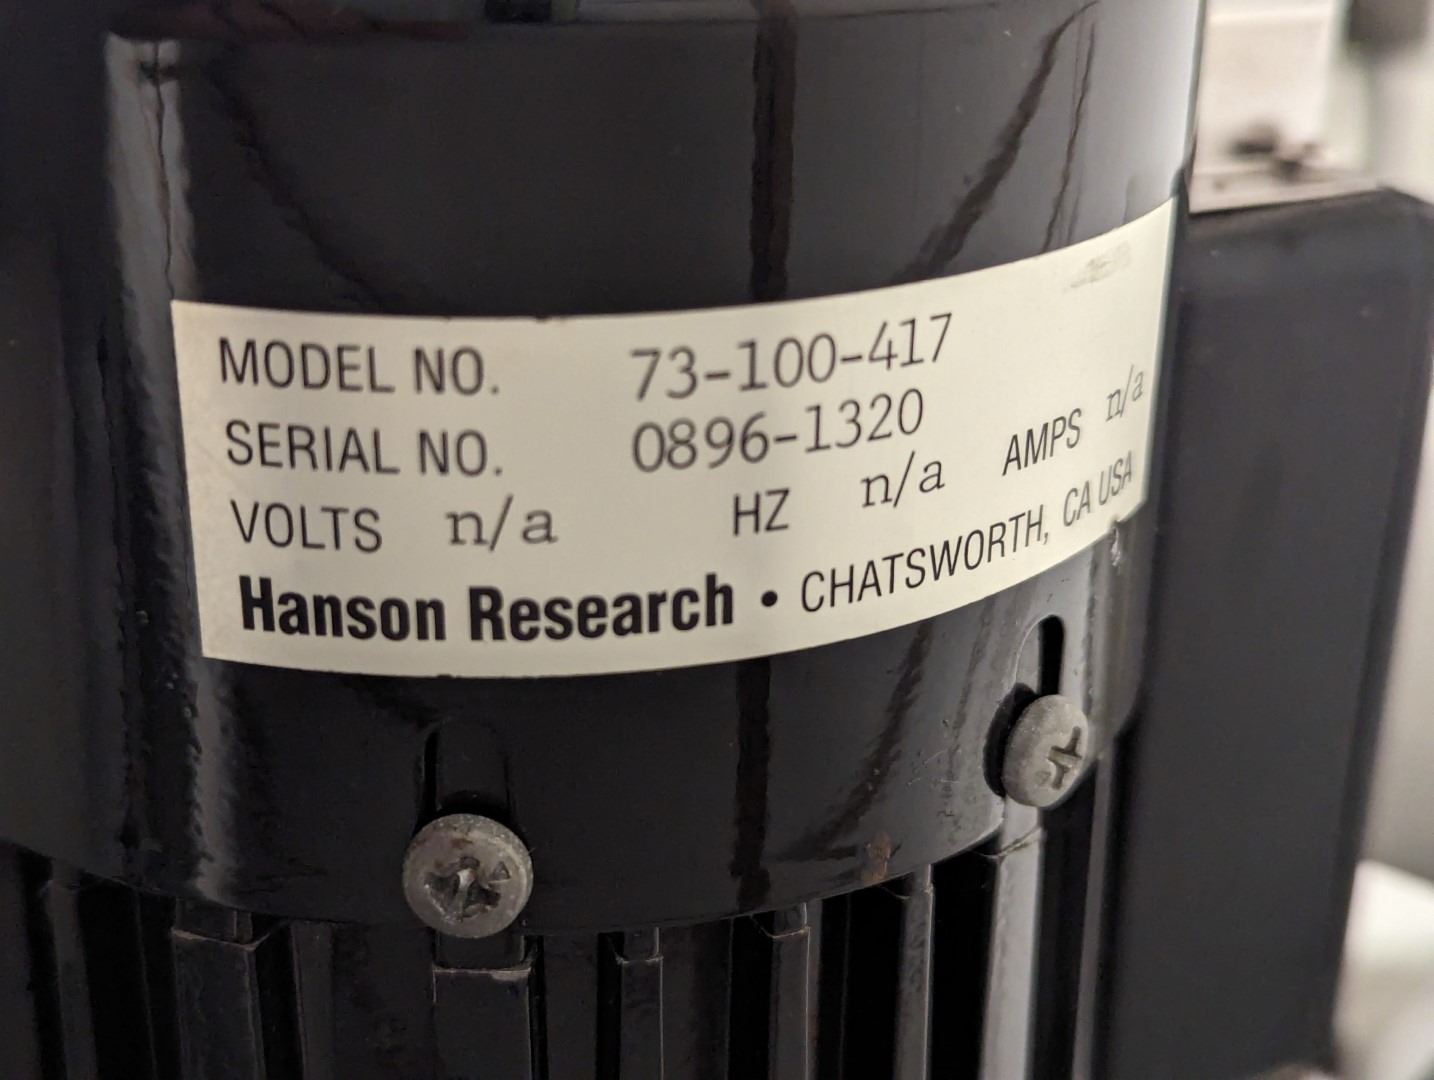 MODEL NO. 73-100-417
SERIAL NO. 0896-1320
VOLTS n/a HZ n/a AMPS n/a
Hanson Research • CHATSWORTH, CA USA